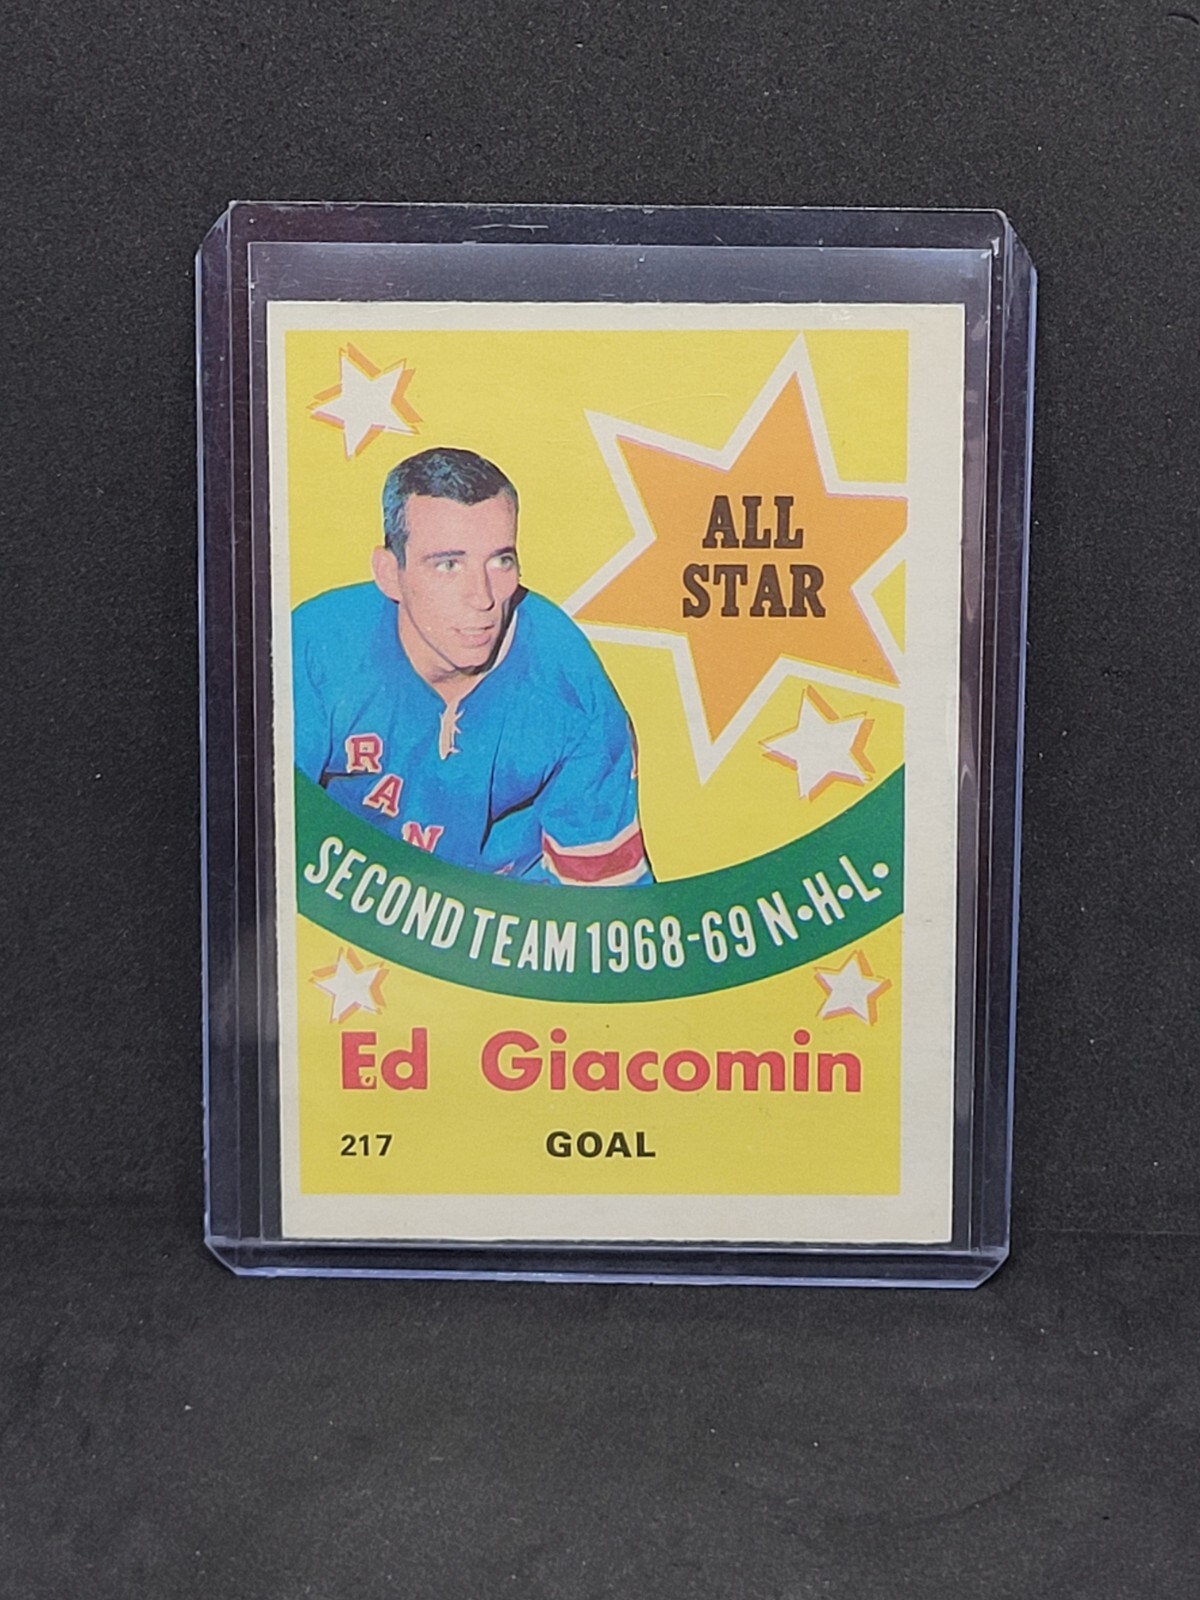 ALL
STAR
RAN
SECOND TEAM 1968-69 N•H•L•
Ed Giacomin
217 GOAL